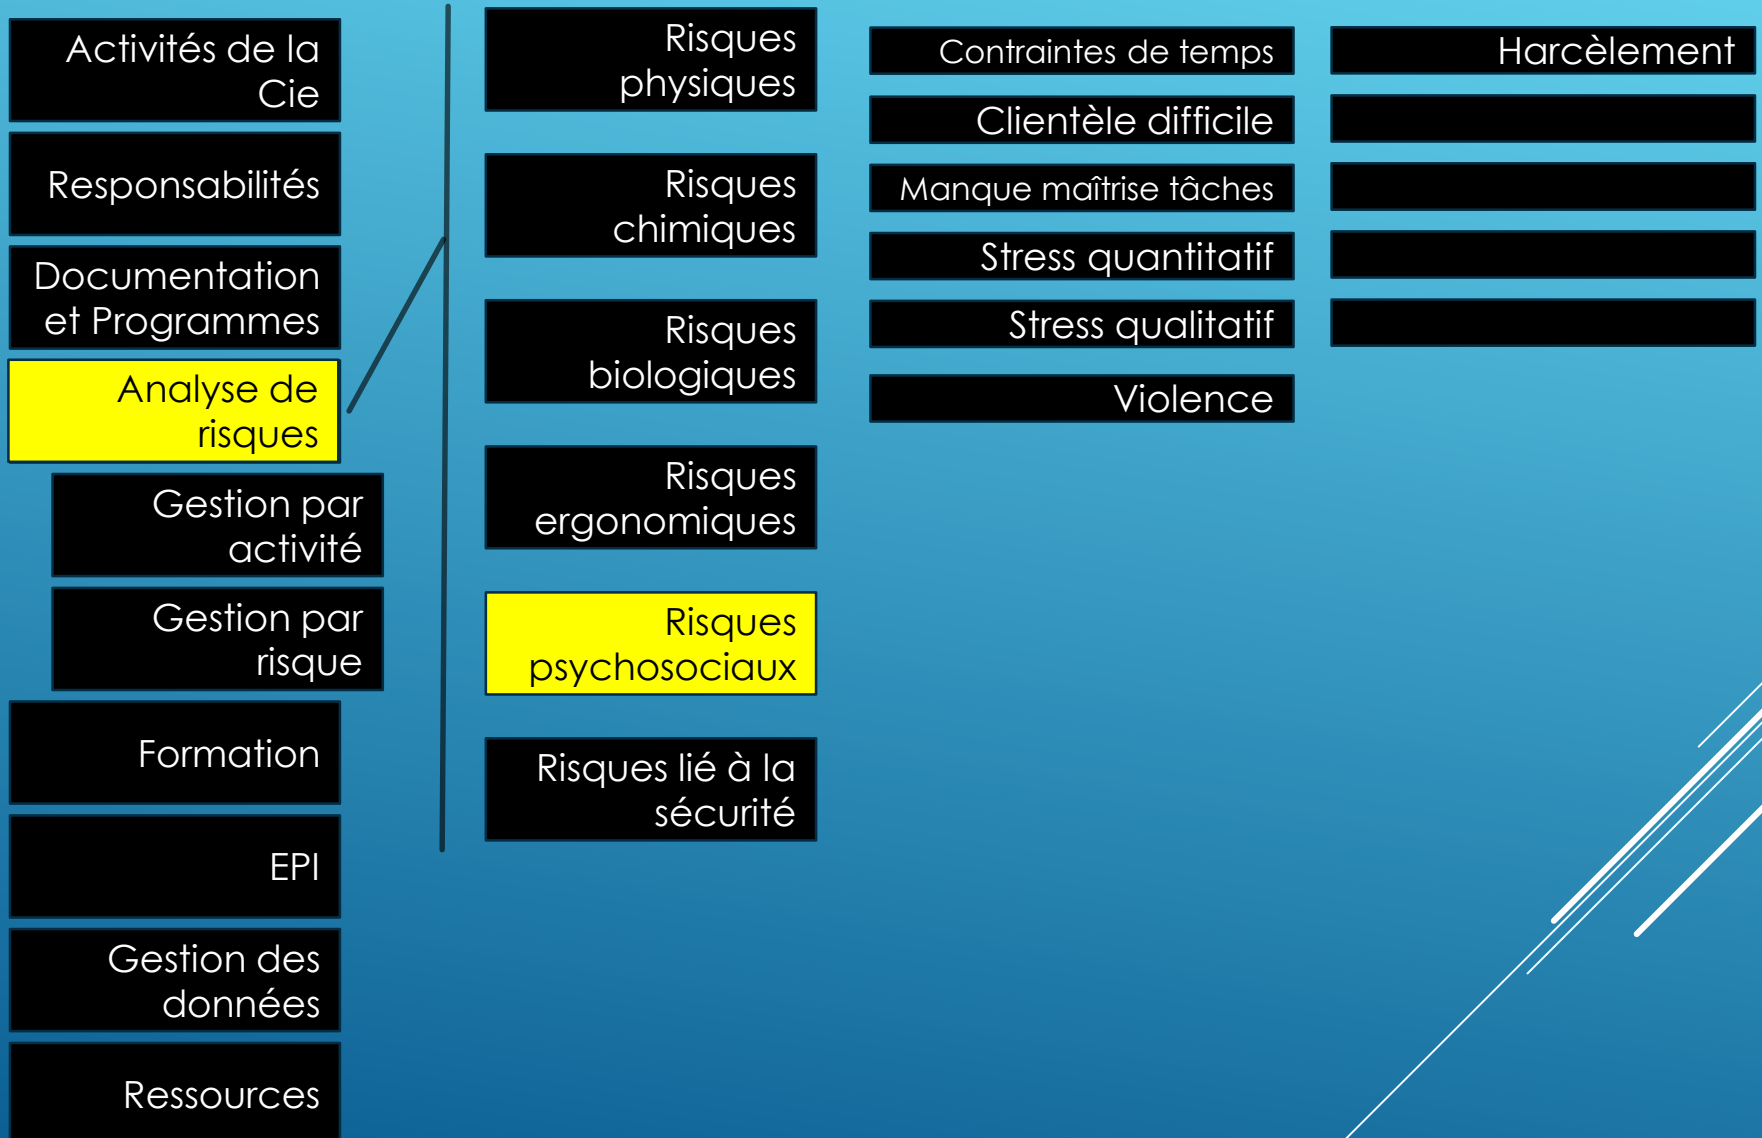 Activités de la
Cie
Responsabilités
Documentation
et Programmes
Analyse de
risques
Gestion par
activité
Gestion par
risque
Formation
EPI
Gestion des
données
Ressources
Risques
physiques
Risques
chimiques
Risques
biologiques
Risques
ergonomiques
Risques
psychosociaux
Risques lié à la
sécurité
Contraintes de temps
Clientèle difficile
Manque maîtrise tâches
Stress quantitatif
Stress qualitatif
Violence
Harcèlement